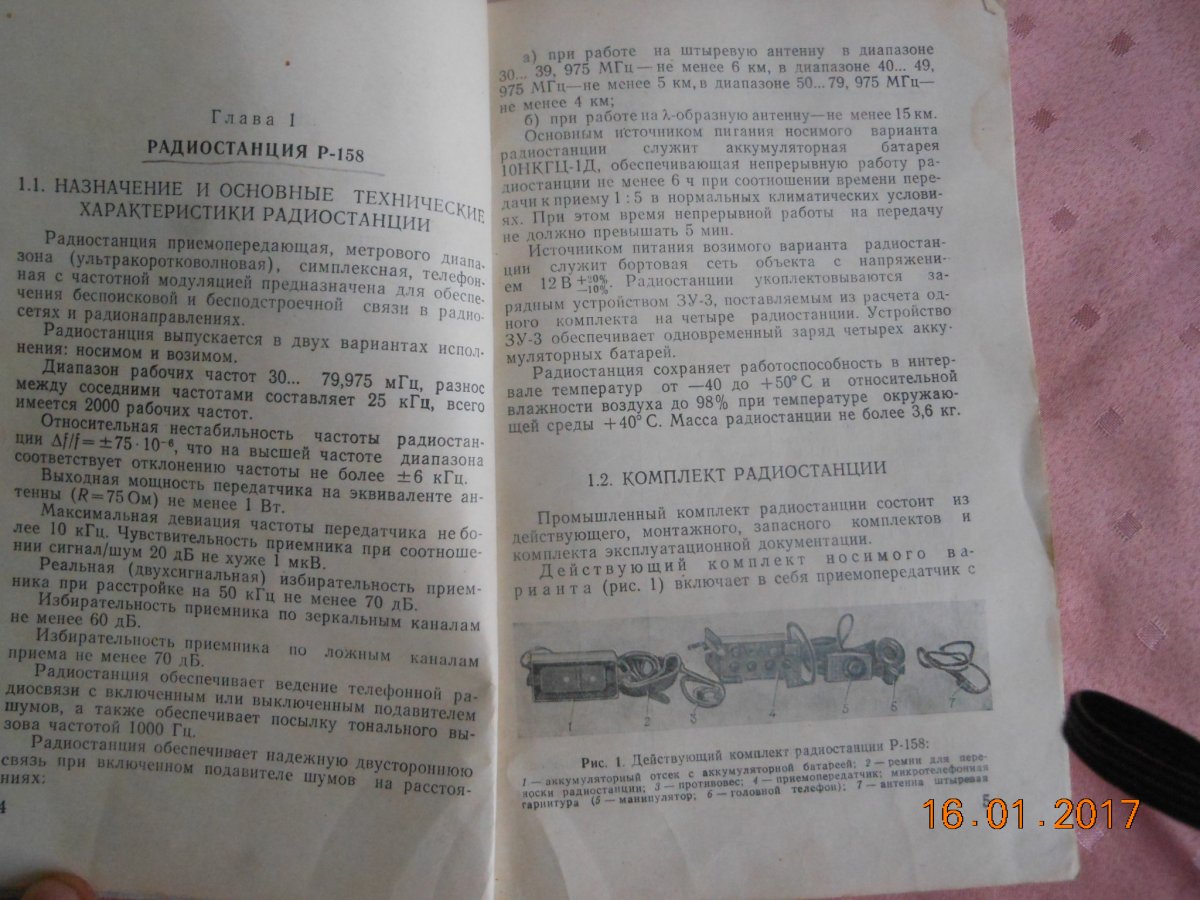 Глава 1
РАДИОСТАНЦИЯ Р-158
1.1. НАЗНАЧЕНИЕ И ОСНОВНЫЕ ТЕХНИЧЕСКИЕ
ХАРАКТЕРИСТИКИ РАДИОСТАНЦИИ
Радиостанция приемопередающая, метрового диапа-
зона (ультракоротковолновая), симплексная, телефон-
ная с частотной модуляцией предназначена для обеспе-
чения беспоисковой и бесподстроечной связи в радио-
сетях и радионаправлениях.
Радиостанция выпускается в двух вариантах испол-
нения: носимом и возимом.
Диапазон рабочих частот 30... 79,975 мГц, разнос
между соседними частотами составляет 25 кГц, всего
имеется 2000 рабочих частот.
Относительная нестабильность частоты радиостан-
ции Δf/f=±75·10⁻⁶, что на высшей частоте диапазона
соответствует отклонению частоты не более ±6 кГц.
Выходная мощность передатчика на эквиваленте ан-
тенны (R=75 Ом) не менее 1 Вт.
Максимальная девиация частоты передатчика не бо-
лее 10 кГц. Чувствительность приемника при соотноше-
нии сигнал/шум 20 дБ не хуже 1 мкВ.
Реальная (двухсигнальная) избирательность прием-
ника при расстройке на 50 кГц не менее 70 дБ.
Избирательность приемника по зеркальным каналам
не менее 60 дБ.
Избирательность приемника по ложным каналам
приема не менее 70 дБ.
Радиостанция обеспечивает ведение телефонной ра-
диосвязи с включенным или выключенным подавителем
шумов, а также обеспечивает посылку тонального вы-
зова частотой 1000 Гц.
Радиостанция обеспечивает надежную двустороннюю
связь при включенном подавителе шумов на расстоя-
ниях:
4
а) при работе на штыревую антенну в диапазоне
30... 39, 975 МГц — не менее 6 км, в диапазоне 40... 49,
975 МГц—не менее 5 км, в диапазоне 50... 79, 975 МГц—
не менее 4 км;
б) при работе на λ-образную антенну—не менее 15 км.
Основным источником питания носимого варианта
радиостанции служит аккумуляторная батарея
10НКГЦ-1Д, обеспечивающая непрерывную работу ра-
диостанции не менее 6 ч при соотношении времени пере-
дачи к приему 1 : 5 в нормальных климатических услови-
ях. При этом время непрерывной работы на передачу
не должно превышать 5 мин.
Источником питания возимого варианта радиостан-
ции служит бортовая сеть объекта с напряжени-
ем 12 В +20% −10%. Радиостанции укоплектовываются за-
рядным устройством ЗУ-3, поставляемым из расчета од-
ного комплекта на четыре радиостанции. Устройство
ЗУ-3 обеспечивает одновременный заряд четырех акку-
муляторных батарей.
Радиостанция сохраняет работоспособность в интер-
вале температур от —40 до +50° С и относительной
влажности воздуха до 98% при температуре окружаю-
щей среды +40° С. Масса радиостанции не более 3,6 кг.
1.2. КОМПЛЕКТ РАДИОСТАНЦИИ
Промышленный комплект радиостанции состоит из
действующего, монтажного, запасного комплектов и
комплекта эксплуатационной документации.
Действующий комплект носимого ва-
рианта (рис. 1) включает в себя приемопередатчик с
1 2 3 4 5 6 7
Рис. 1. Действующий комплект радиостанции Р-158:
1 — аккумуляторный отсек с аккумуляторной батареей; 2 — ремни для пере-
носки радиостанции; 3 — противовес; 4 — приемопередатчик; микротелефонная
гарнитура (5 — манипулятор; 6 — головной телефон); 7 — антенна штыревая
5
16.01.2017